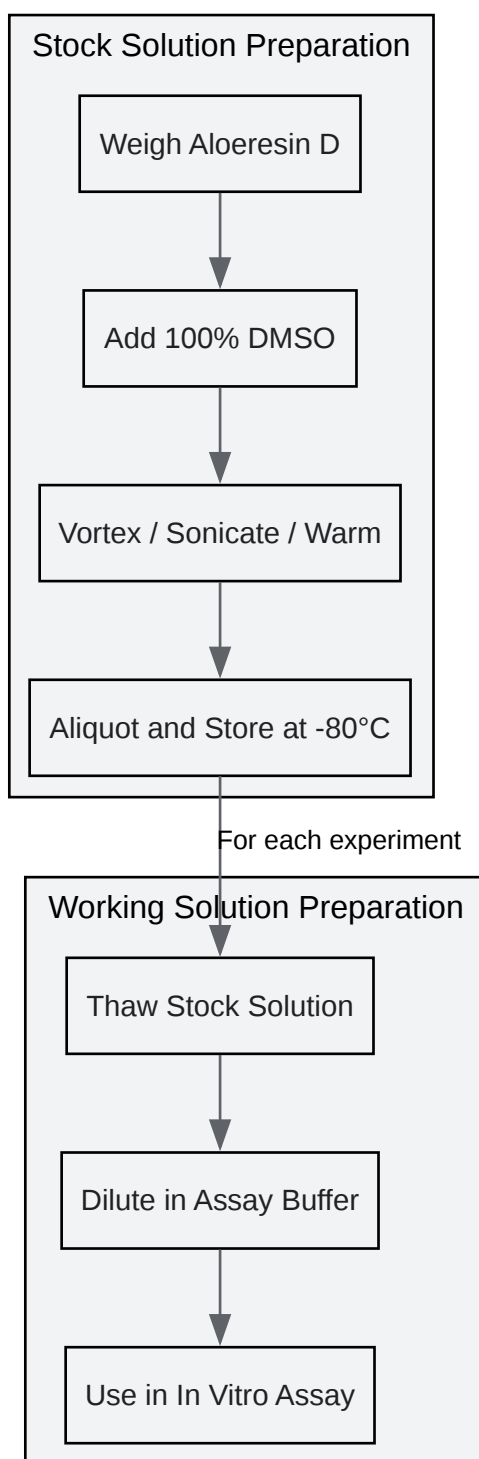 Stock Solution Preparation
Weigh Aloeresin D
Add 100% DMSO
Vortex / Sonicate / Warm
Aliquot and Store at -80°C
For each experiment
Working Solution Preparation
Thaw Stock Solution
Dilute in Assay Buffer
Use in In Vitro Assay